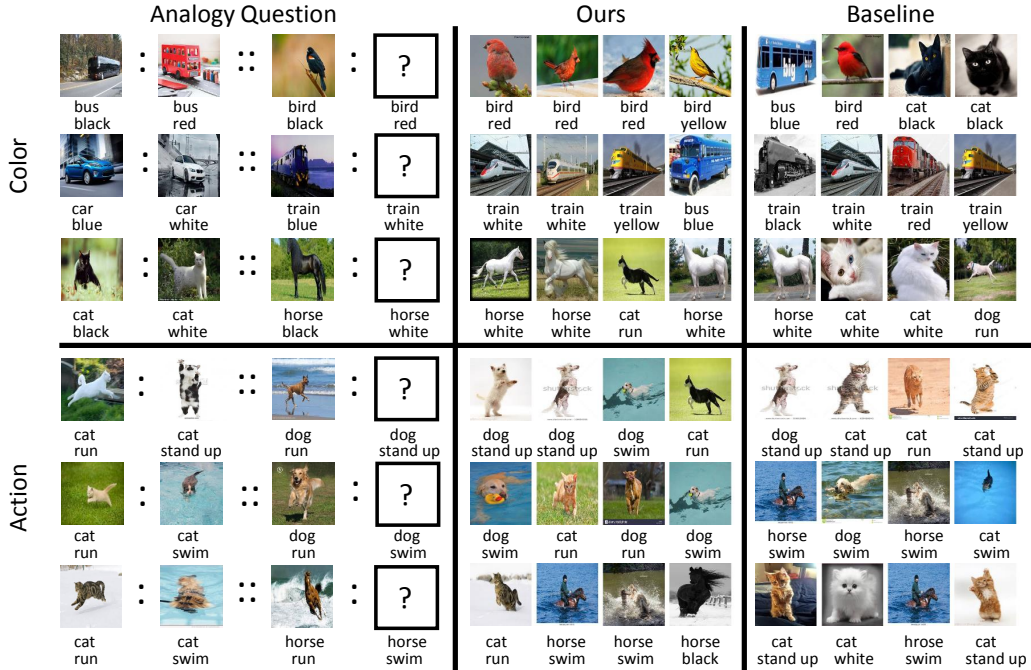 Analogy Question Ours Baseline
Color
: :: : ?
big bus
bus bus bird bird bird bird bird bird bus bird cat cat
black red black red red red red yellow blue red black black
: :: : ?
car car train train train train train bus train train train train
blue white blue white white white yellow blue black white red yellow
: :: : ?
cat cat horse horse horse horse cat horse horse cat cat dog
black white black white white white run white white white white run
Action
: :: : ?
shutterstock shutterstock
cat cat dog dog dog dog dog cat dog cat cat cat
run stand up run stand up stand up stand up swim run stand up stand up run stand up
: :: : ?
cat cat dog dog dog cat dog dog horse dog horse cat
run swim run swim swim run run swim swim swim swim swim
: :: : ?
cat cat horse horse cat horse horse horse cat cat hrose cat
run swim run swim run swim swim black stand up white swim stand up